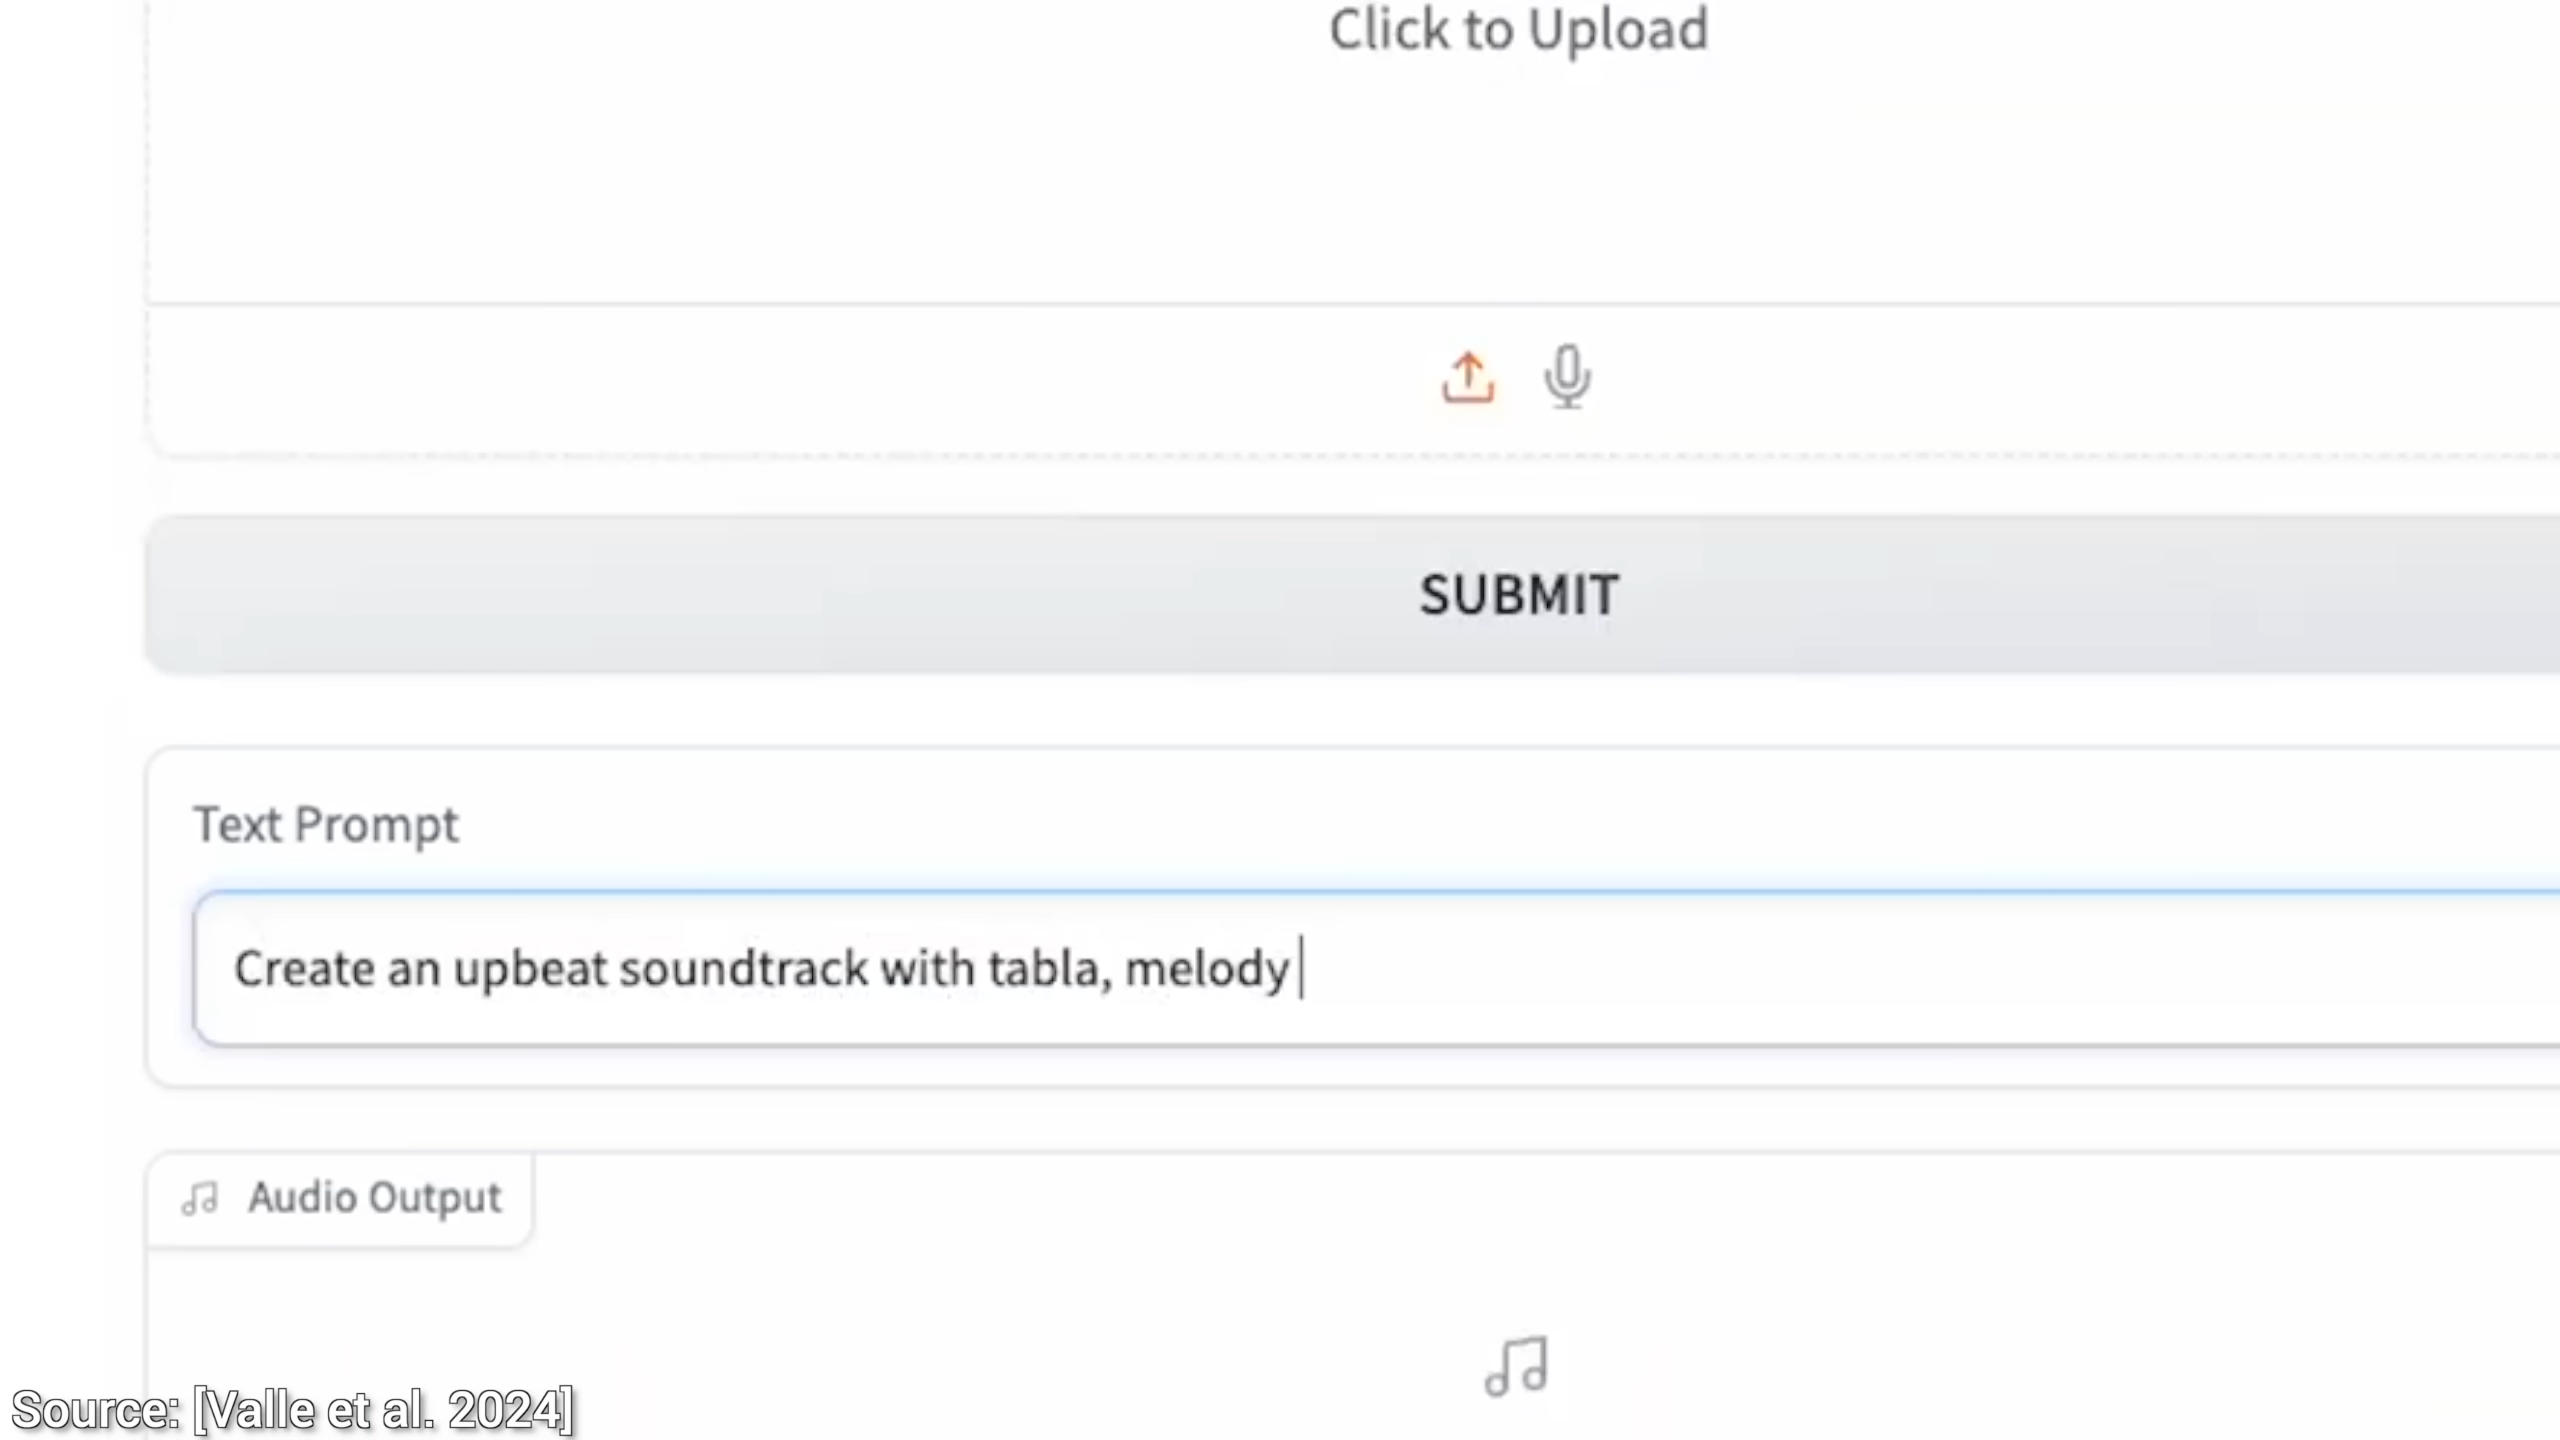 Click to Upload
SUBMIT
Text Prompt
Create an upbeat soundtrack with tabla, melody
Audio Output
Source: [Valle et al. 2024]